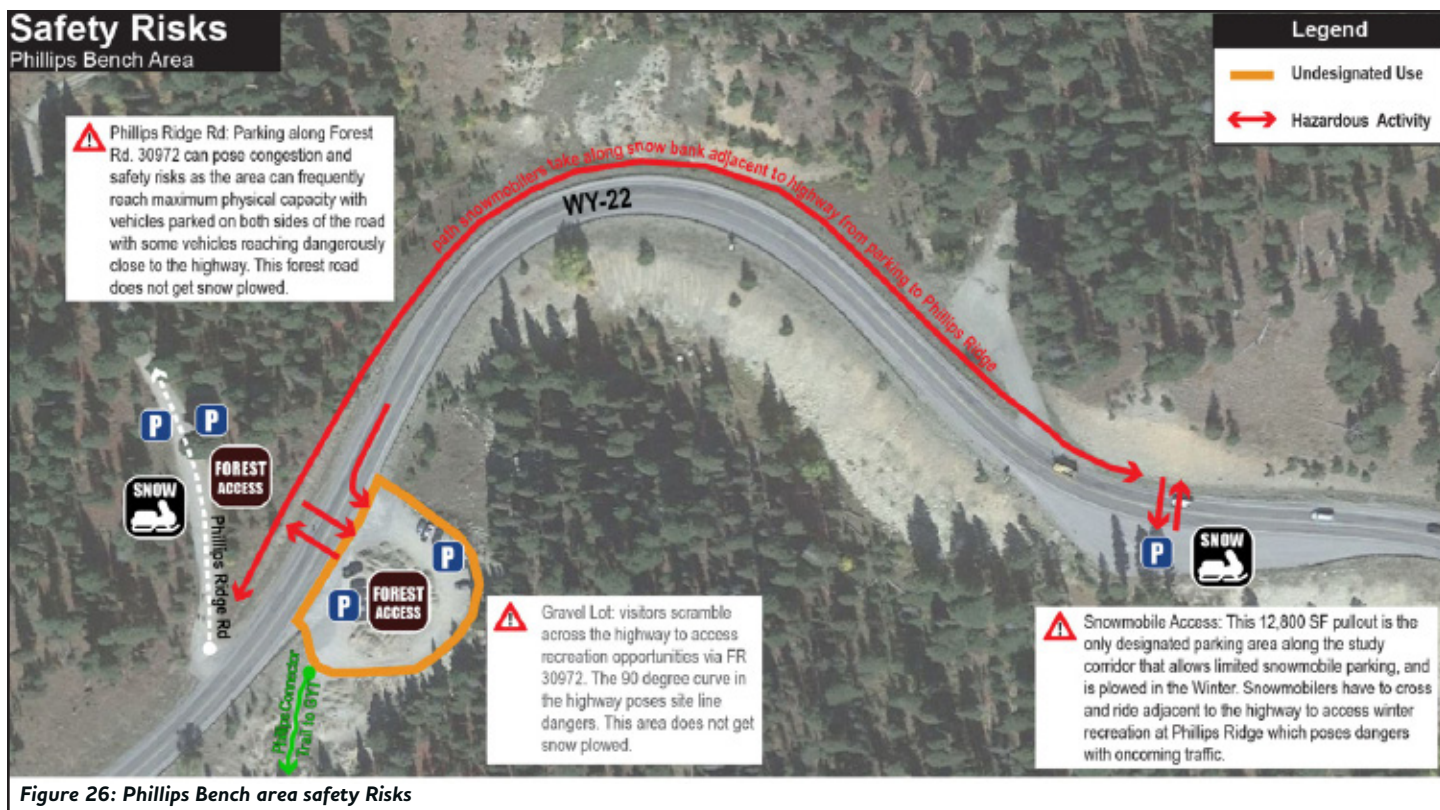 Safety Risks
Phillips Bench Area
Legend
Undesignated Use
Hazardous Activity
Phillips Ridge Rd: Parking along Forest
Rd. 30972 can pose congestion and
safety risks as the area can frequently
reach maximum physical capacity with
vehicles parked on both sides of the road
with some vehicles reaching dangerously
close to the highway. This forest road
does not get snow plowed.
path snowmobilers take along snow bank adjacent to highway from parking to Phillips Ridge
WY-22
P
P
FOREST
ACCESS
SNOW
Phillips Ridge Rd
P
P
FOREST
ACCESS
P
SNOW
Phillips Connector
Trail to
Gravel Lot: visitors scramble
across the highway to access
recreation opportunities via FR
30972. The 90 degree curve in
the highway poses site line
dangers. This area does not get
snow plowed.
Snowmobile Access: This 12,800 SF pullout is the
only designated parking area along the study
corridor that allows limited snowmobile parking, and
is plowed in the Winter. Snowmobilers have to cross
and ride adjacent to the highway to access winter
recreation at Phillips Ridge which poses dangers
with oncoming traffic.
Figure 26: Phillips Bench area safety Risks